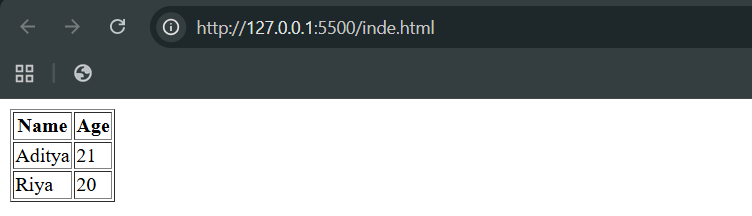 http://127.0.0.1:5500/inde.html
Name Age
Aditya 21
Riya 20